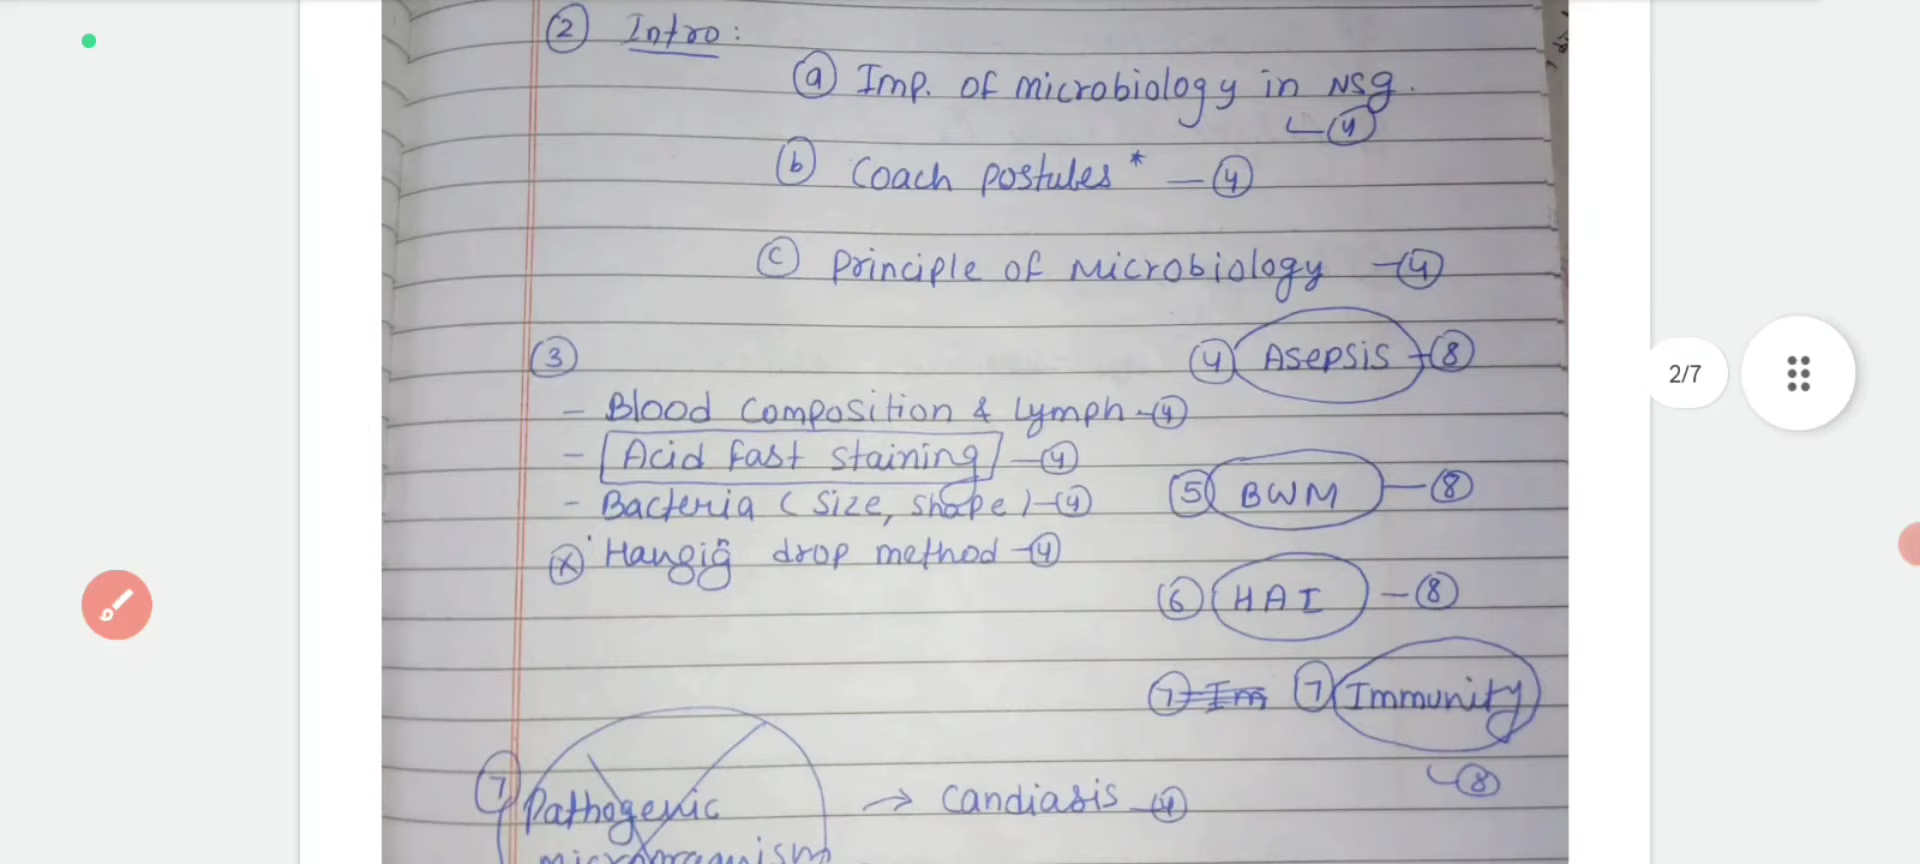 ② Intro:
ⓐ Imp. of microbiology in NSg.
④
ⓑ Coach postubes* — ④
ⓒ Principle of Microbiology — ④
③
④ Asepsis — ⑧
- Blood Composition & Lymph - ④
- Acid fast staining — ④
- Bacteria (Size, shape) - ④
⑤ BWM — ⑧
ⓧ Hangig drop method - ④
⑥ HAI — ⑧
⑦ Im ⑦ Immunity
⑧
⑦ Pathogenic → Candiasis - ④
microorganism
2/7